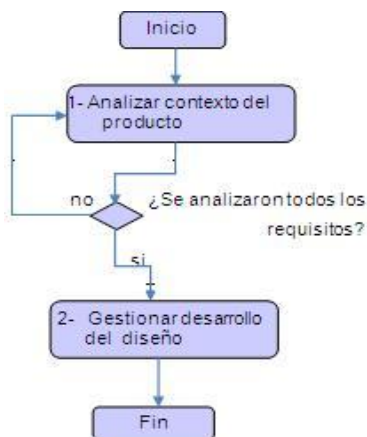 Inicio
1- Analizar contexto del
producto
no
¿Se analizaron todos los
requisitos?
si
2- Gestionar desarrollo
del diseño
Fin